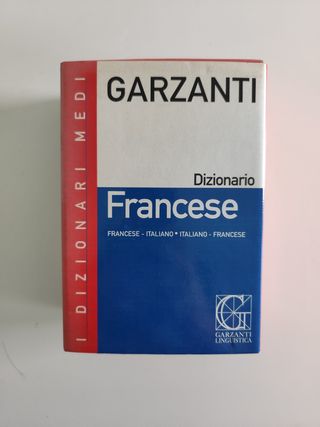 I DIZIONARI MEDI
GARZANTI
Dizionario
Francese
FRANCESE - ITALIANO • ITALIANO - FRANCESE
GARZANTI
LINGUISTICA